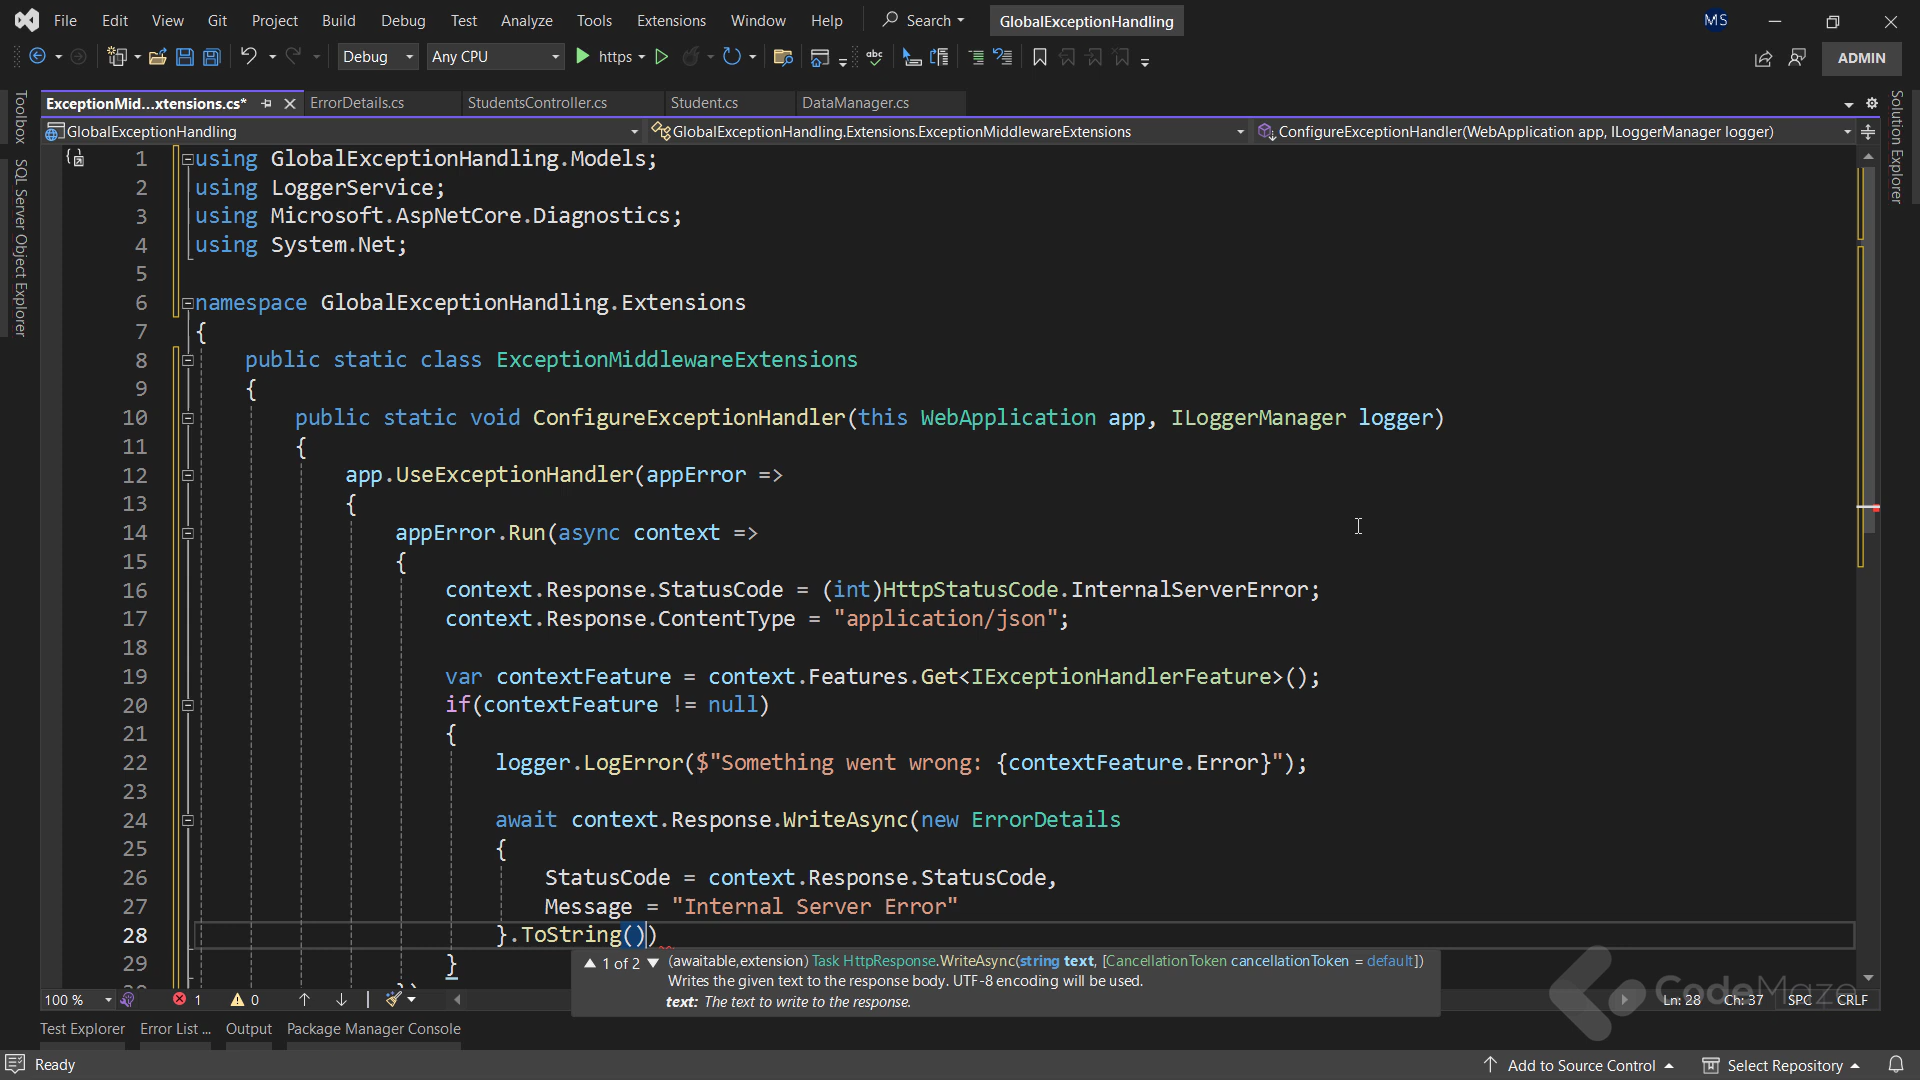 File Edit View Git Project Build Debug Test Analyze Tools Extensions Window Help Search GlobalExceptionHandling MS
Debug Any CPU https abc ADMIN
ExceptionMid...xtensions.cs* ErrorDetails.cs StudentsController.cs Student.cs DataManager.cs
GlobalExceptionHandling GlobalExceptionHandling.Extensions.ExceptionMiddlewareExtensions ConfigureExceptionHandler(WebApplication app, ILoggerManager logger)
Toolbox
SQL Server Object Explorer
Solution Explorer
1 using GlobalExceptionHandling.Models;
2 using LoggerService;
3 using Microsoft.AspNetCore.Diagnostics;
4 using System.Net;
5
6 namespace GlobalExceptionHandling.Extensions
7 {
8 public static class ExceptionMiddlewareExtensions
9 {
10 public static void ConfigureExceptionHandler(this WebApplication app, ILoggerManager logger)
11 {
12 app.UseExceptionHandler(appError =>
13 {
14 appError.Run(async context =>
15 {
16 context.Response.StatusCode = (int)HttpStatusCode.InternalServerError;
17 context.Response.ContentType = "application/json";
18
19 var contextFeature = context.Features.Get<IExceptionHandlerFeature>();
20 if(contextFeature != null)
21 {
22 logger.LogError($"Something went wrong: {contextFeature.Error}");
23
24 await context.Response.WriteAsync(new ErrorDetails
25 {
26 StatusCode = context.Response.StatusCode,
27 Message = "Internal Server Error"
28 }.ToString())
29 }
1 of 2 (awaitable,extension) Task HttpResponse.WriteAsync(string text, [CancellationToken cancellationToken = default])
Writes the given text to the response body. UTF-8 encoding will be used.
text: The text to write to the response.
CodeMaze
100 % 1 0 Ln: 28 Ch: 37 SPC CRLF
Test Explorer Error List ... Output Package Manager Console
Ready Add to Source Control Select Repository